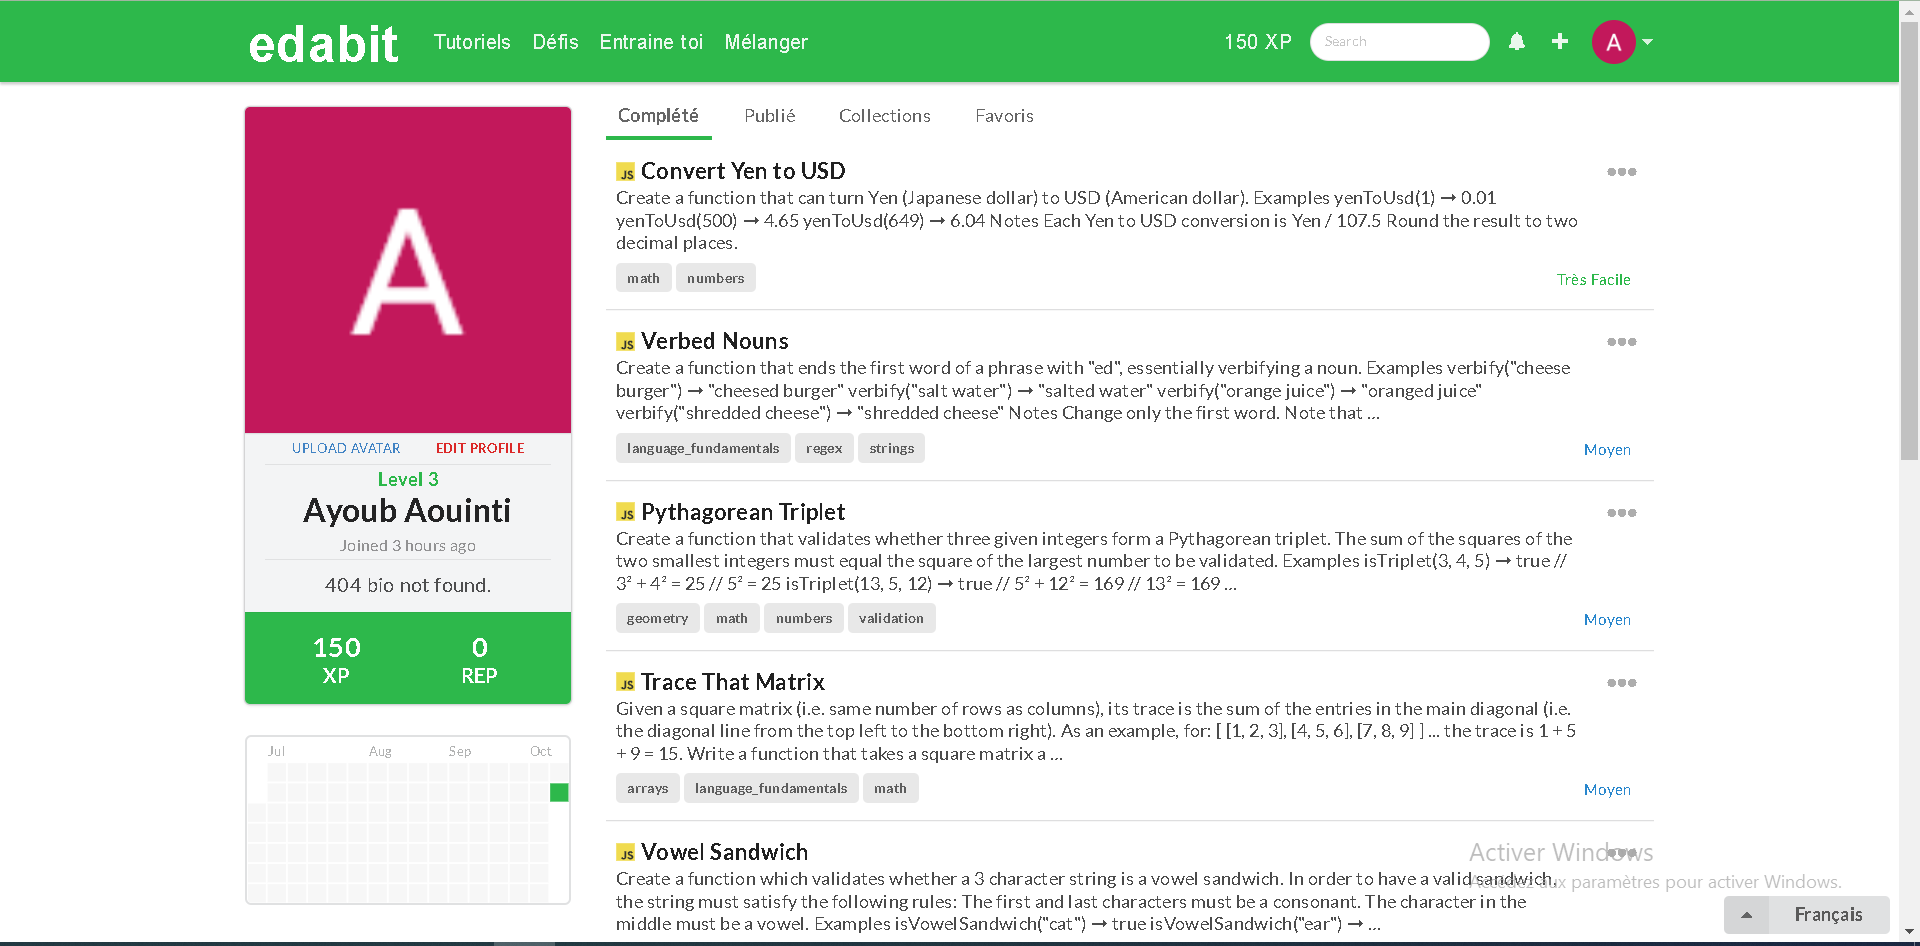 edabit Tutoriels Défis Entraine toi Mélanger 150 XP Search A
A
UPLOAD AVATAR EDIT PROFILE
Level 3
Ayoub Aouinti
Joined 3 hours ago
404 bio not found.
150 0
XP REP
Jul Aug Sep Oct
Complété Publié Collections Favoris
JS Convert Yen to USD
Create a function that can turn Yen (Japanese dollar) to USD (American dollar). Examples yenToUsd(1) ➞ 0.01
yenToUsd(500) ➞ 4.65 yenToUsd(649) ➞ 6.04 Notes Each Yen to USD conversion is Yen / 107.5 Round the result to two
decimal places.
math numbers Très Facile
JS Verbed Nouns
Create a function that ends the first word of a phrase with "ed", essentially verbifying a noun. Examples verbify("cheese
burger") ➞ "cheesed burger" verbify("salt water") ➞ "salted water" verbify("orange juice") ➞ "oranged juice"
verbify("shredded cheese") ➞ "shredded cheese" Notes Change only the first word. Note that ...
language_fundamentals regex strings Moyen
JS Pythagorean Triplet
Create a function that validates whether three given integers form a Pythagorean triplet. The sum of the squares of the
two smallest integers must equal the square of the largest number to be validated. Examples isTriplet(3, 4, 5) ➞ true //
3² + 4² = 25 // 5² = 25 isTriplet(13, 5, 12) ➞ true // 5² + 12² = 169 // 13² = 169 ...
geometry math numbers validation Moyen
JS Trace That Matrix
Given a square matrix (i.e. same number of rows as columns), its trace is the sum of the entries in the main diagonal (i.e.
the diagonal line from the top left to the bottom right). As an example, for: [ [1, 2, 3], [4, 5, 6], [7, 8, 9] ] ... the trace is 1 + 5
+ 9 = 15. Write a function that takes a square matrix a ...
arrays language_fundamentals math Moyen
JS Vowel Sandwich
Create a function which validates whether a 3 character string is a vowel sandwich. In order to have a valid sandwich,
the string must satisfy the following rules: The first and last characters must be a consonant. The character in the
middle must be a vowel. Examples isVowelSandwich("cat") ➞ true isVowelSandwich("ear") ➞ ...
Activer Windows
Accédez aux paramètres pour activer Windows.
Français